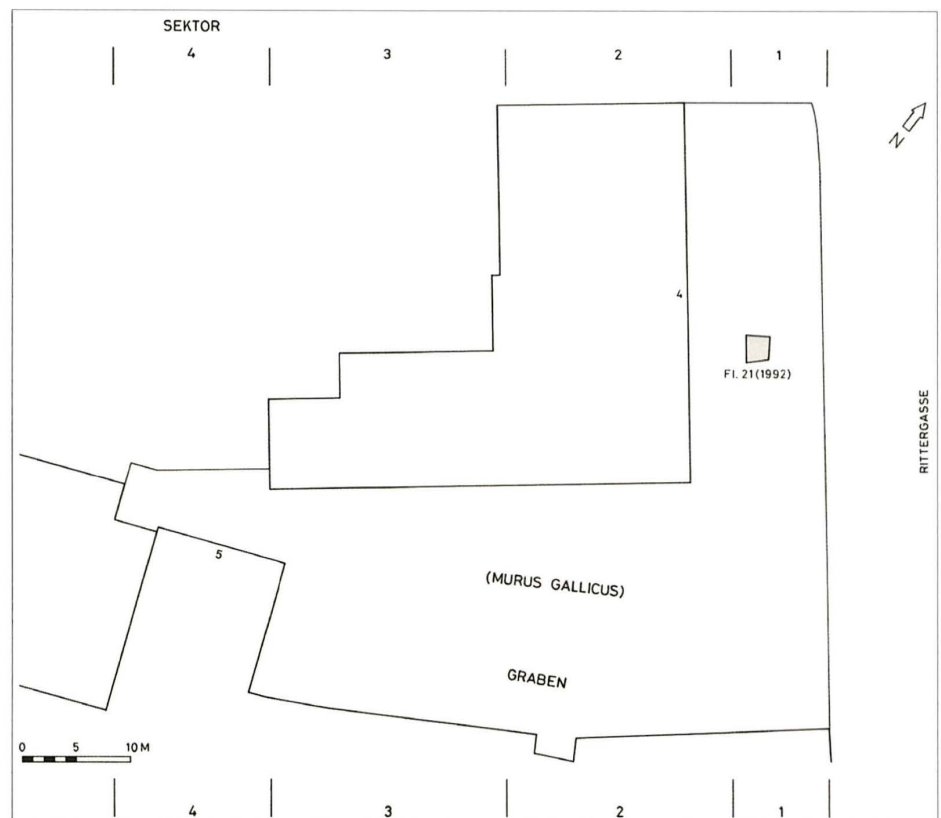 SEKTOR
4 3 2 1
N
4
Fl. 21 (1992)
RITTERGASSE
5
(MURUS GALLICUS)
GRABEN
0 5 10 M
4 3 2 1